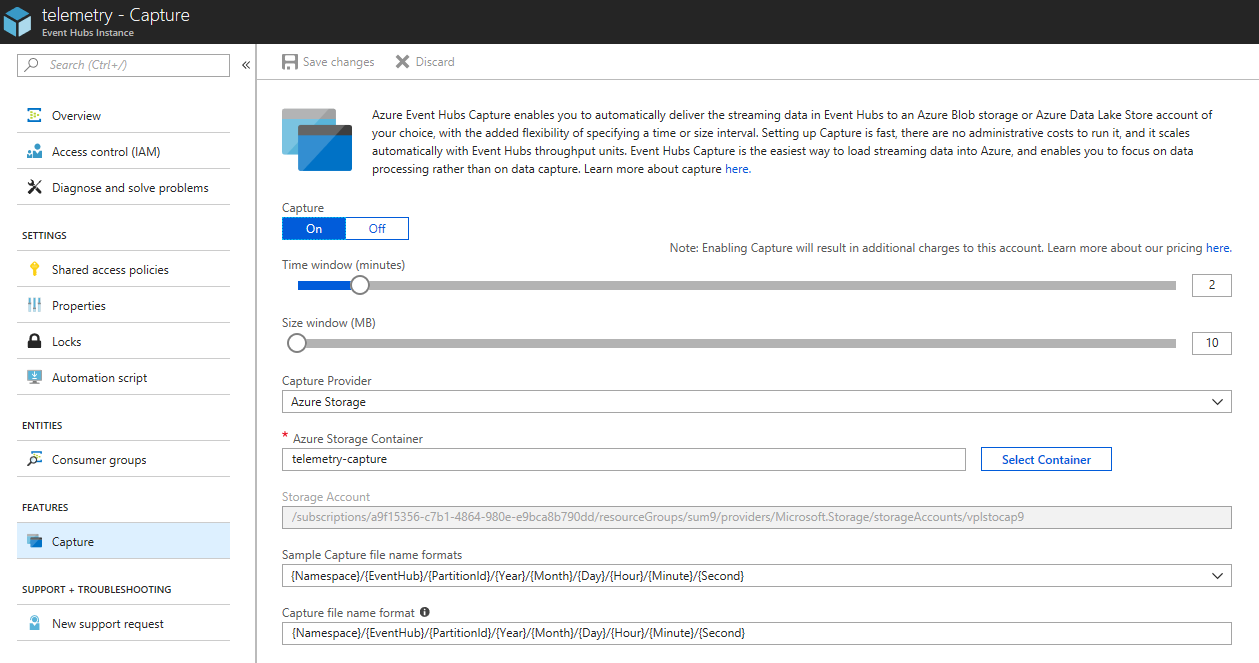 telemetry - Capture
Event Hubs Instance
Search (Ctrl+/)
«
Overview
Access control (IAM)
Diagnose and solve problems
SETTINGS
Shared access policies
Properties
Locks
Automation script
ENTITIES
Consumer groups
FEATURES
Capture
SUPPORT + TROUBLESHOOTING
New support request
Save changes
Discard
Azure Event Hubs Capture enables you to automatically deliver the streaming data in Event Hubs to an Azure Blob storage or Azure Data Lake Store account of
your choice, with the added flexibility of specifying a time or size interval. Setting up Capture is fast, there are no administrative costs to run it, and it scales
automatically with Event Hubs throughput units. Event Hubs Capture is the easiest way to load streaming data into Azure, and enables you to focus on data
processing rather than on data capture. Learn more about capture here.
Capture
On
Off
Note: Enabling Capture will result in additional charges to this account. Learn more about our pricing here.
Time window (minutes)
2
Size window (MB)
10
Capture Provider
Azure Storage
* Azure Storage Container
telemetry-capture
Select Container
Storage Account
/subscriptions/a9f15356-c7b1-4864-980e-e9bca8b790dd/resourceGroups/sum9/providers/Microsoft.Storage/storageAccounts/vplstocap9
Sample Capture file name formats
{Namespace}/{EventHub}/{PartitionId}/{Year}/{Month}/{Day}/{Hour}/{Minute}/{Second}
Capture file name format
{Namespace}/{EventHub}/{PartitionId}/{Year}/{Month}/{Day}/{Hour}/{Minute}/{Second}